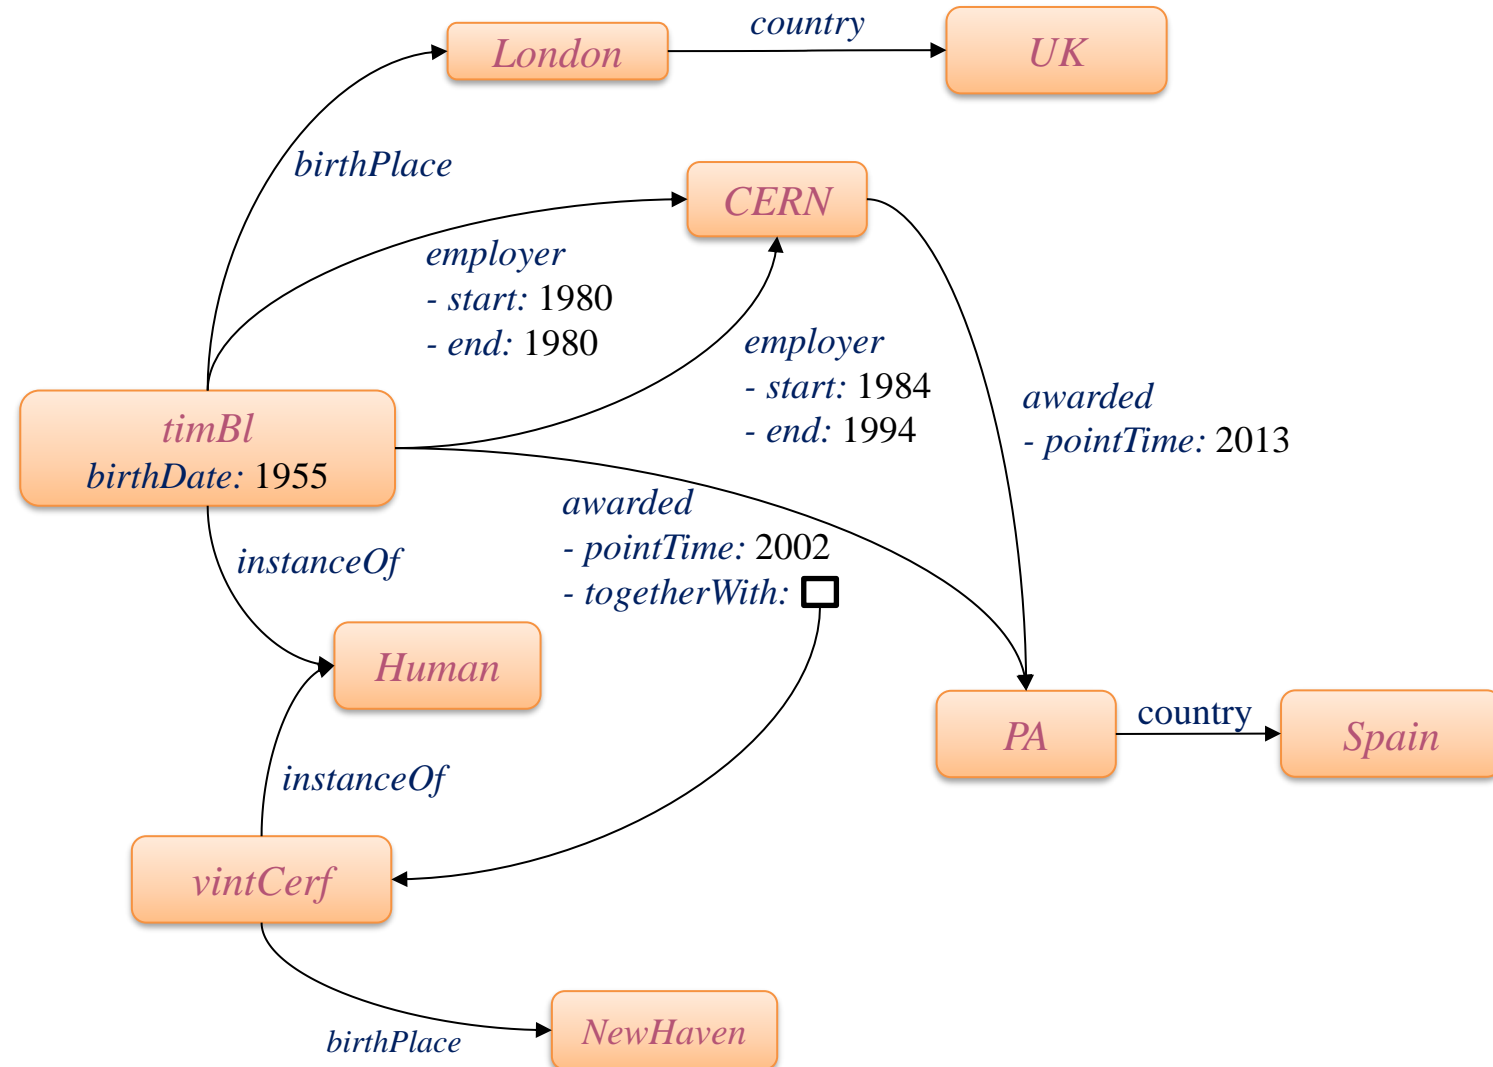 London
country
UK
birthPlace
CERN
employer
- start: 1980
- end: 1980
employer
- start: 1984
- end: 1994
awarded
- pointTime: 2013
timBl
birthDate: 1955
awarded
- pointTime: 2002
- togetherWith:
instanceOf
Human
PA
country
Spain
instanceOf
vintCerf
birthPlace
NewHaven